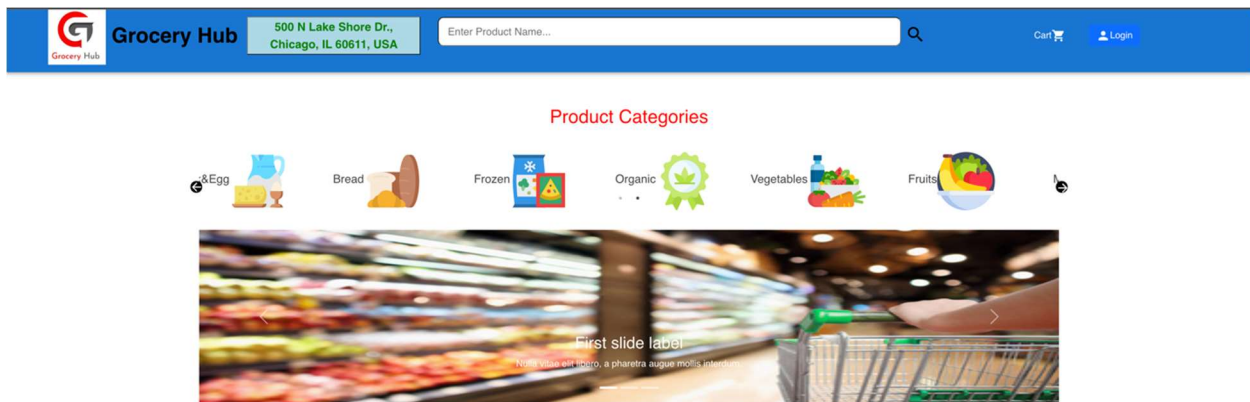 Grocery Hub
Grocery Hub
500 N Lake Shore Dr.,
Chicago, IL 60611, USA
Enter Product Name...
Cart
Login
Product Categories
&Egg
Bread
Frozen
Organic
Vegetables
Fruits
First slide label
Nulla vitae elit libero, a pharetra augue mollis interdum.